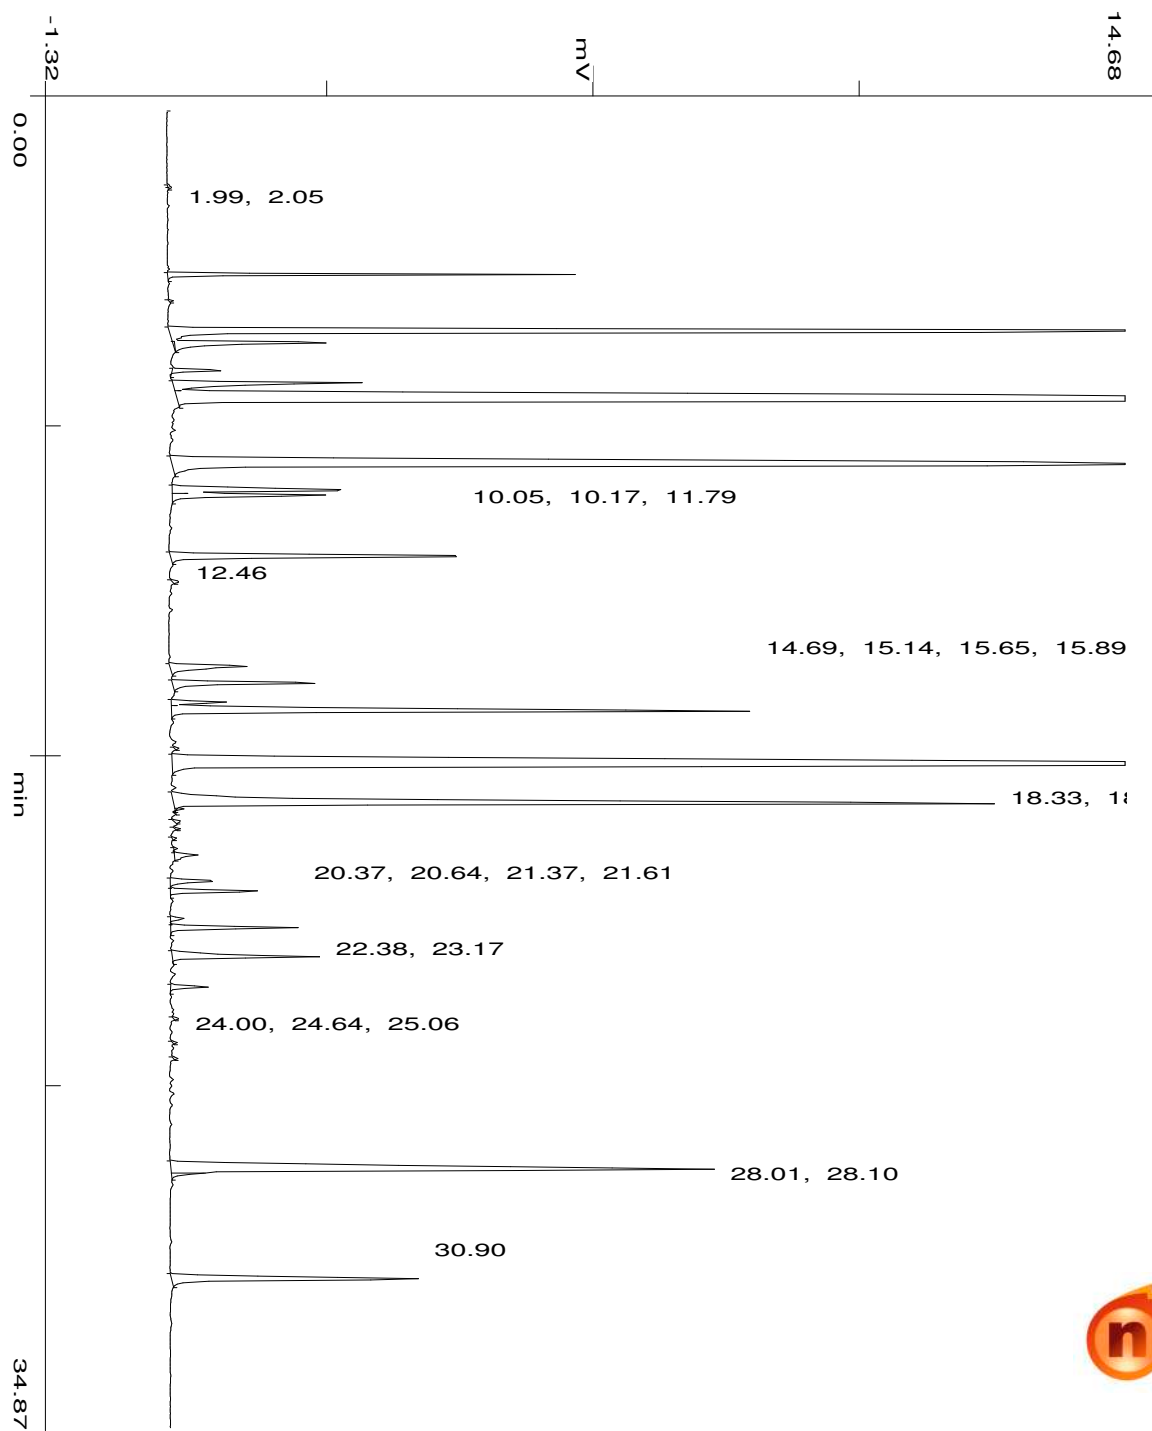 -1.32
mV
14.68
0.00
1.99, 2.05
10.05, 10.17, 11.79
12.46
14.69, 15.14, 15.65, 15.89
min
18.33,
20.37, 20.64, 21.37, 21.61
22.38, 23.17
24.00, 24.64, 25.06
28.01, 28.10
30.90
n
34.87